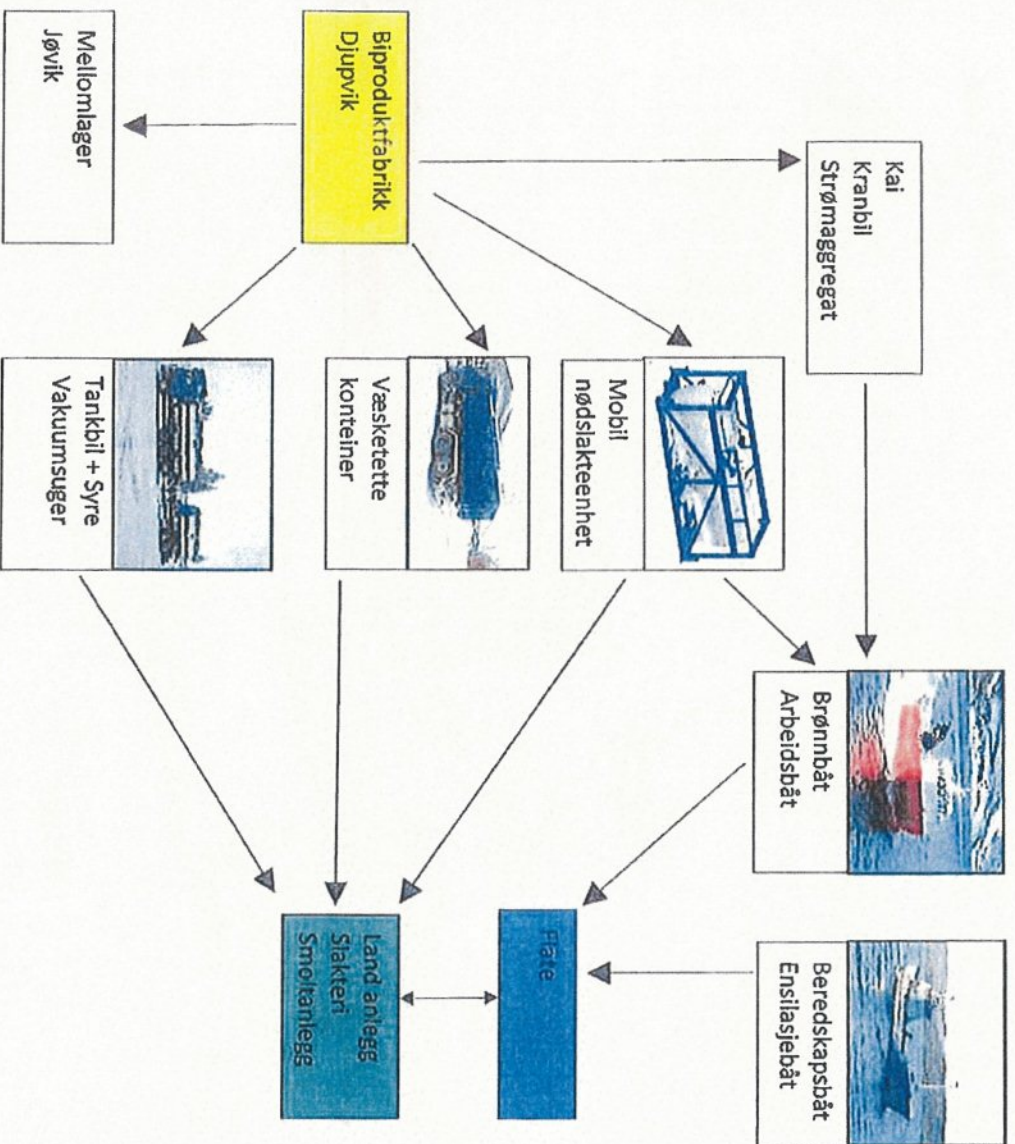 Kai
Kranbil
Strømaggregat
Brønnbåt
Arbeidsbåt
Beredskapsbåt
Ensilasjebåt
Mobil
nødslakteenhet
Flate
Biproduktfabrikk
Djupvik
Væsketette
konteiner
Land anlegg
Slakteri
Smoltanlegg
Mellomlager
Jøvik
Tankbil + Syre
Vakuumsuger